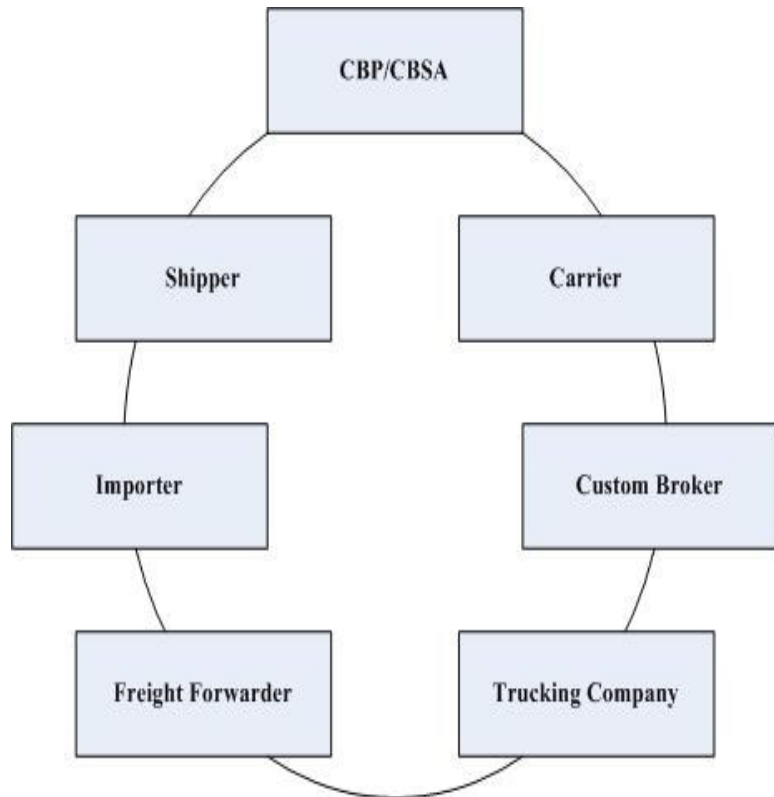 CBP/CBSA
Shipper
Carrier
Importer
Custom Broker
Freight Forwarder
Trucking Company